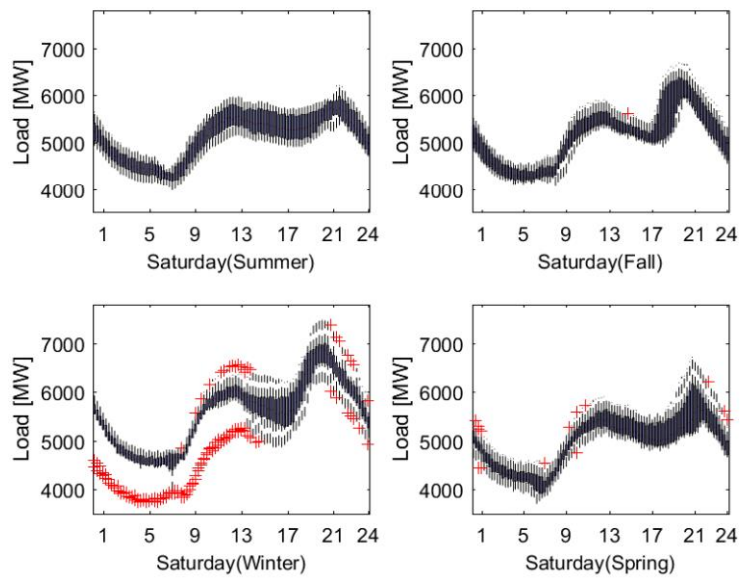 Load [MW]
7000
6000
5000
4000
1 5 9 13 17 21 24
Saturday(Summer)
Load [MW]
7000
6000
5000
4000
1 5 9 13 17 21 24
Saturday(Fall)
Load [MW]
7000
6000
5000
4000
1 5 9 13 17 21 24
Saturday(Winter)
Load [MW]
7000
6000
5000
4000
1 5 9 13 17 21 24
Saturday(Spring)